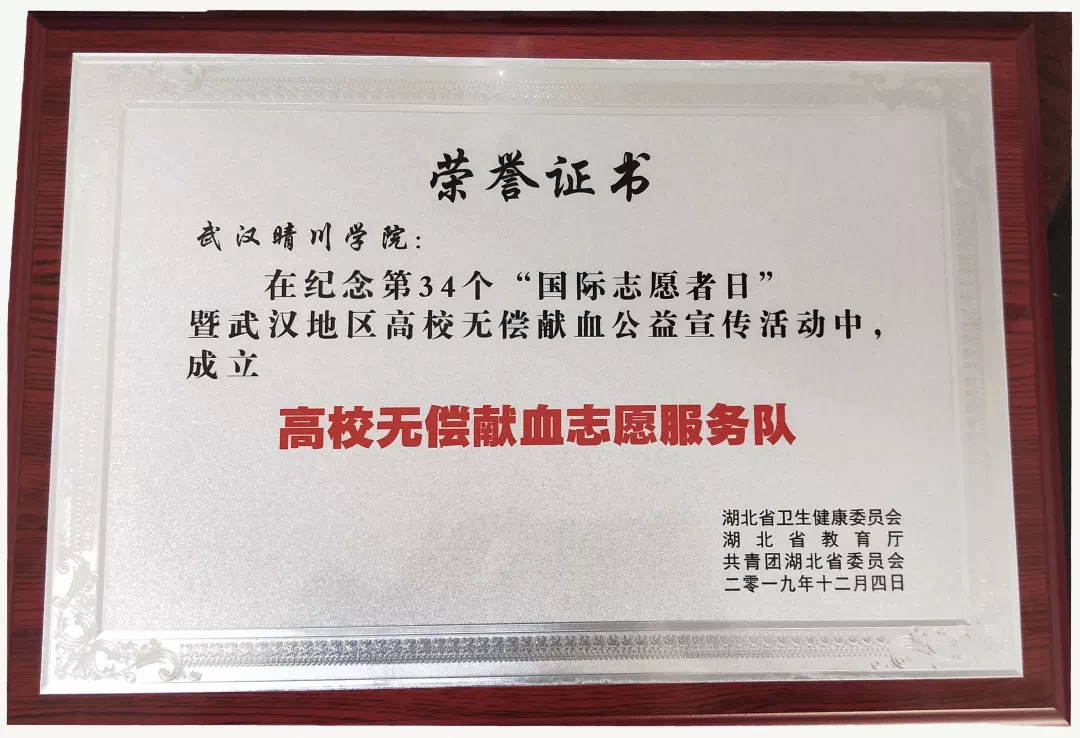 荣誉证书
武汉晴川学院：
在纪念第34个“国际志愿者日”
暨武汉地区高校无偿献血公益宣传活动中，
成立
高校无偿献血志愿服务队
湖北省卫生健康委员会
湖北省教育厅
共青团湖北省委员会
二零一九年十二月四日